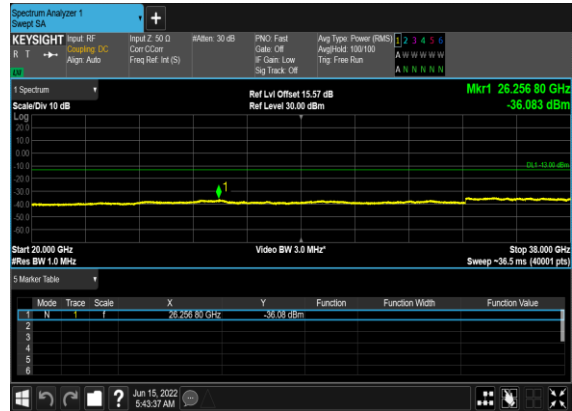 Spectrum Analyzer 1
Swept SA
+
KEYSIGHT Input: RF Input Z: 50 Ω #Atten: 30 dB PNO: Fast Avg Type: Power (RMS) 1 2 3 4 5 6
R T Coupling: DC Corr CCorr Gate: Off Avg|Hold: 100/100 A W W W W W
Align: Auto Freq Ref: Int (S) IF Gain: Low Trig: Free Run
Sig Track: Off A N N N N N
1 Spectrum Ref Lvl Offset 15.57 dB Mkr1 26.256 80 GHz
Scale/Div 10 dB Ref Level 30.00 dBm -36.083 dBm
Log
20.0
10.0
0.00
-10.0 DL1 -13.00 dBm
-20.0
-30.0 1
-40.0
-50.0
-60.0
Start 20.000 GHz Video BW 3.0 MHz* Stop 38.000 GHz
#Res BW 1.0 MHz Sweep ~36.5 ms (40001 pts)
5 Marker Table
Mode Trace Scale X Y Function Function Width Function Value
1 N 1 f 26.256 80 GHz -36.08 dBm
2
3
4
5
6
? Jun 15, 2022
5:43:37 AM